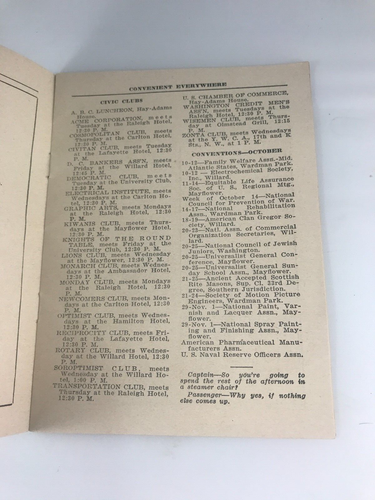 CONVENIENT EVERYWHERE
CIVIC CLUBS
A. B. C. LUNCHEON, Hay-Adams
House.
ACME CORPORATION, meets
Tuesday at the Raleigh Hotel,
12:30 P. M.
COSMOPOLITAN CLUB, meets
Thursday at the Carlton Hotel,
12:30 P. M.
CIVITAN CLUB, meets Tuesday
at the Lafayette Hotel, 12:30
P. M.
D. C. BANKERS ASS'N, meets
Friday at the Willard Hotel,
12:30 P. M.
DEMOCRATIC CLUB, meets
Tuesday at the University Club,
12:30 P. M.
ELECTRICAL INSTITUTE, meets
Wednesdays at the Carlton Ho-
tel, 12:30 P. M.
GRAPHIC ARTS, meets Monday
at the Raleigh Hotel, 12:30
P. M.
KIWANIS CLUB, meets Thurs-
days at the Mayflower Hotel,
12:30 P. M.
KNIGHTS OF THE ROUND
TABLE, meets Friday at the
University Club, 12:30 P. M.
LIONS CLUB, meets Wednesday
at the Mayflower, 12:30 P. M.
MONARCH CLUB, meets Wednes-
days at the Ambassador Hotel,
12:30 P. M.
MONDAY CLUB, meets Mondays
at the Raleigh Hotel, 12:30
P. M.
NEWCOMERS CLUB, meets Mon-
days at the Carlton Hotel, 12:30
P. M.
OPTIMIST CLUB, meets Tues-
days at the Hamilton Hotel,
12:30 P. M.
RECIPROCITY CLUB, meets Fri-
day at the Lafayette Hotel,
12:30 P. M.
ROTARY CLUB, meets Wednes-
day at the Willard Hotel, 12:30
P. M.
SOROPTIMIST CLUB, meets
Wednesday at the Willard Ho-
tel, 1:00 P. M.
TRANSPORTATION CLUB, meets
Thursday at the Raleigh Hotel,
12:30 P. M.
U. S. CHAMBER OF COMMERCE,
Hay-Adams House.
WASHINGTON CREDIT MEN'S
ASS'N, meets Tuesdays at the
Raleigh Hotel, 12:30 P. M.
YEOMEN CLUB, meets Thurs-
day at Olmstead Grill, 12:15
P. M.
ZONTA CLUB, meets Wednesdays
at the Y. W. C. A., 17th and K
Sts., N. W., at 1 P. M.
CONVENTIONS—OCTOBER
10-12—Family Welfare Assn.-Mid.
Atlantic States, Wardman Park.
10-13 — Electrochemical Society,
Inc., Willard.
11-14—Equitable Life Assurance
Soc. of U. S., Regional Mtg.,
Mayflower.
Week of October 14—National
Council for Prevention of War.
14-17—National Rehabilitation
Assn., Wardman Park.
18-19—American Clan Gregor So-
ciety, Willard.
20-25—Natl. Assn. of Commercial
Organization Secretaries, Wil-
lard.
20-25—National Council of Jewish
Juniors, Washington.
20-23—Universalist General Con-
ference, Mayflower.
20-23—Universalist General Sun-
day School Assn., Mayflower.
21-25—Ancient Accepted Scottish
Rite Masons, Sup. Cl. 33rd De-
gree, Southern Jurisdiction.
21-24—Society of Motion Picture
Engineers, Wardman Park.
29-Nov. 1—National Paint, Var-
nish and Lacquer Assn., May-
flower.
29-Nov. 1—National Spray Paint-
ing and Finishing Assn., May-
flower.
American Pharmaceutical Manu-
facturers Assn.
U. S. Naval Reserve Officers Assn.
Captain—So you're going to
spend the rest of the afternoon in
a steamer chair?
Passenger—Why yes, if nothing
else comes up.